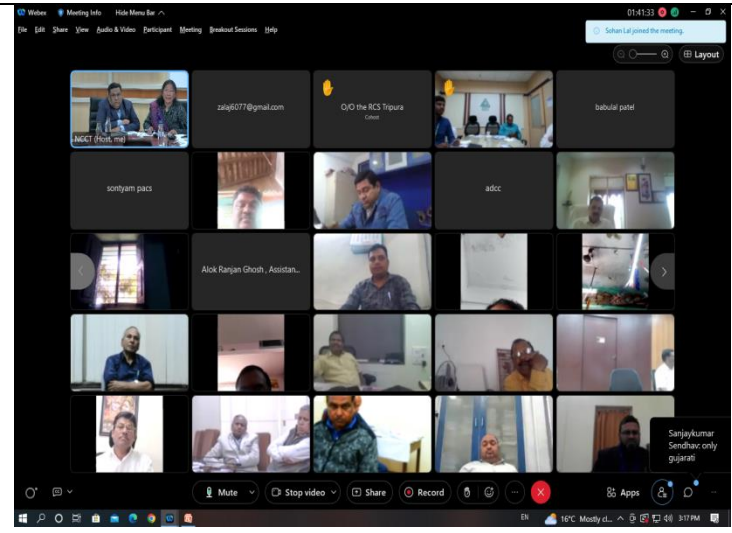 Webex Meeting Info Hide Menu Bar 01:41:33
File Edit Share View Audio & Video Participant Meeting Breakout Sessions Help
Sohan Lal joined the meeting.
Layout
NCCT (Host, me)
zalaj6077@gmail.com
O/O the RCS Tripura
Cohost
babulal patel
sontyam pacs
adcc
Alok Ranjan Ghosh , Assistan...
Sanjaykumar
Sendhav: only
gujarati
Mute Stop video Share Record Apps
EN 16°C Mostly cl... 3:17 PM